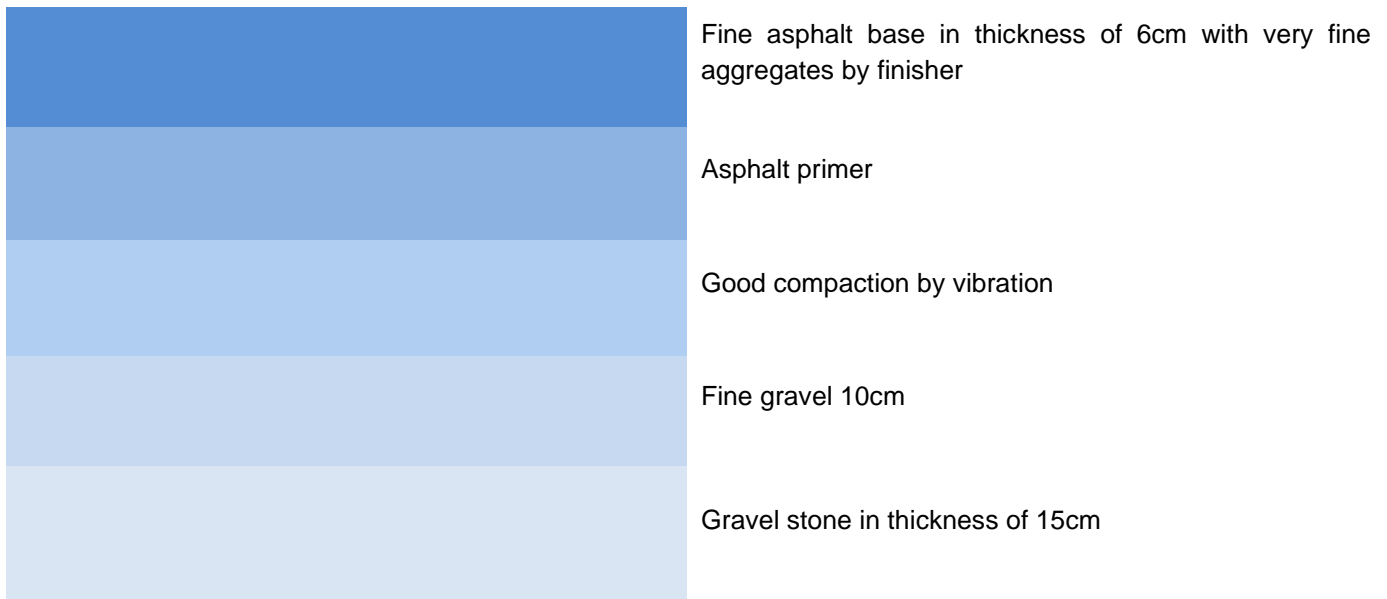 Fine asphalt base in thickness of 6cm with very fine
aggregates by finisher
Asphalt primer
Good compaction by vibration
Fine gravel 10cm
Gravel stone in thickness of 15cm